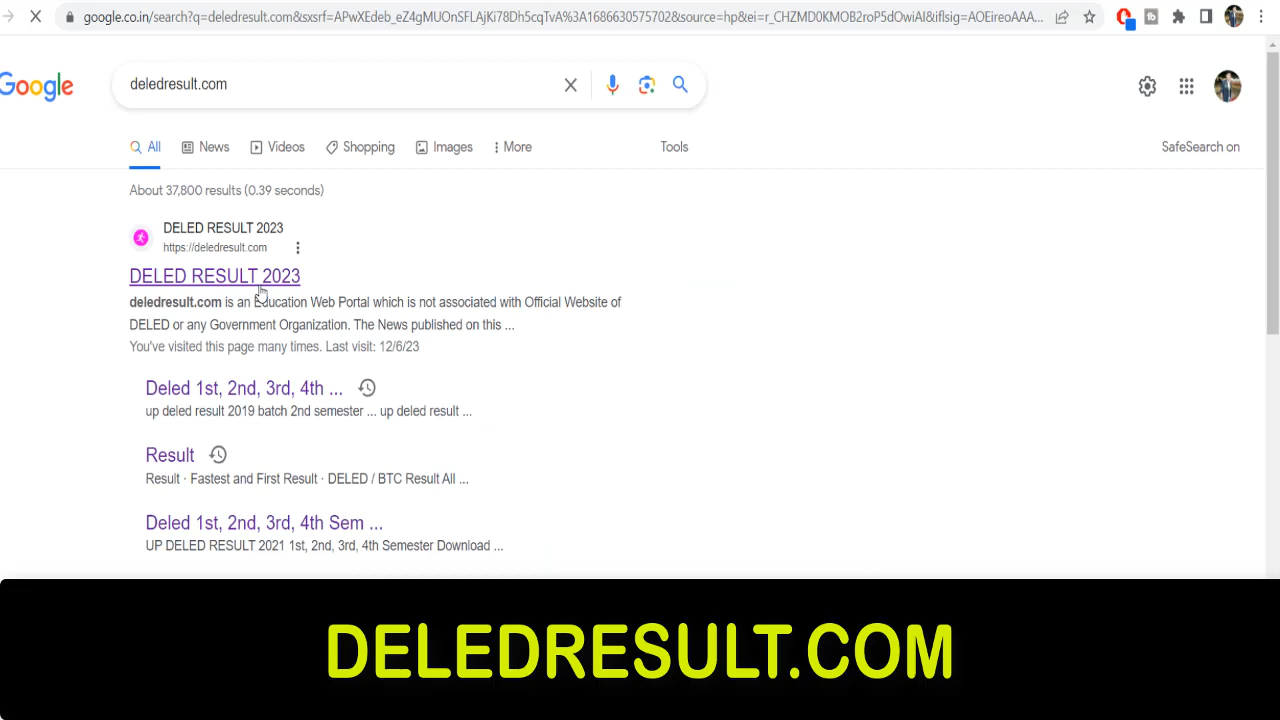 google.co.in/search?q=deledresult.com&sxsrf=APwXEdeb_eZ4gMUOnSFLAjKi78Dh5cqTvA%3A1686630575702&source=hp&ei=r_CHZMD0KMOB2roP5dOwiAI&iflsig=AOEireoAAA...
Google
deledresult.com
All
News
Videos
Shopping
Images
More
Tools
SafeSearch on
About 37,800 results (0.39 seconds)
DELED RESULT 2023
https://deledresult.com
DELED RESULT 2023
deledresult.com is an Education Web Portal which is not associated with Official Website of
DELED or any Government Organization. The News published on this ...
You've visited this page many times. Last visit: 12/6/23
Deled 1st, 2nd, 3rd, 4th ...
up deled result 2019 batch 2nd semester ... up deled result ...
Result
Result · Fastest and First Result · DELED / BTC Result All ...
Deled 1st, 2nd, 3rd, 4th Sem ...
UP DELED RESULT 2021 1st, 2nd, 3rd, 4th Semester Download ...
DELEDRESULT.COM